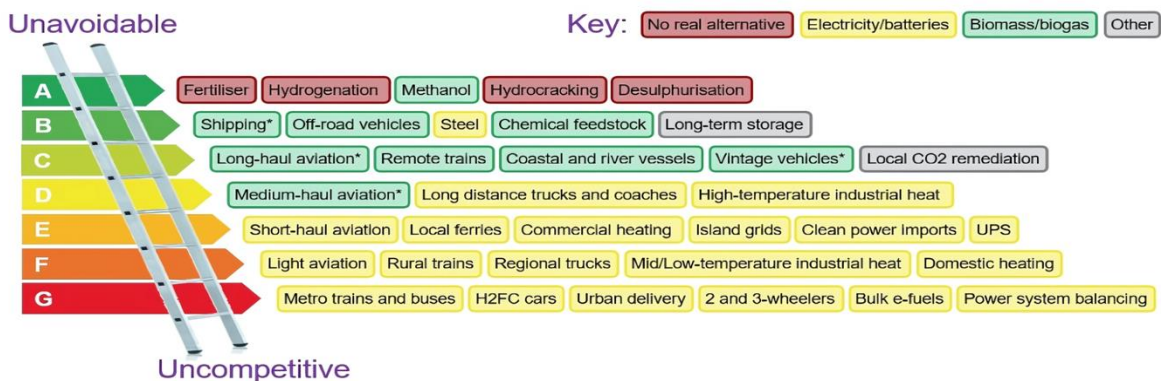 Unavoidable
Key: No real alternative Electricity/batteries Biomass/biogas Other
A Fertiliser Hydrogenation Methanol Hydrocracking Desulphurisation
B Shipping* Off-road vehicles Steel Chemical feedstock Long-term storage
C Long-haul aviation* Remote trains Coastal and river vessels Vintage vehicles* Local CO2 remediation
D Medium-haul aviation* Long distance trucks and coaches High-temperature industrial heat
E Short-haul aviation Local ferries Commercial heating Island grids Clean power imports UPS
F Light aviation Rural trains Regional trucks Mid/Low-temperature industrial heat Domestic heating
G Metro trains and buses H2FC cars Urban delivery 2 and 3-wheelers Bulk e-fuels Power system balancing
Uncompetitive